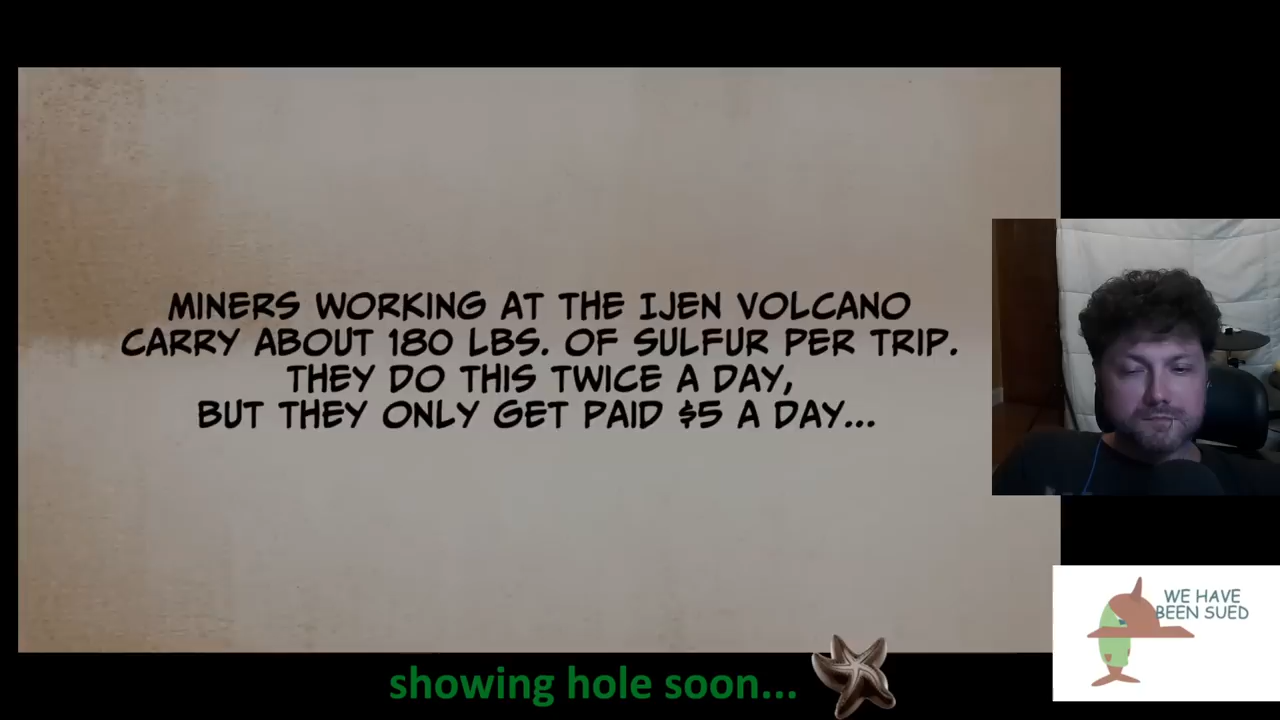 MINERS WORKING AT THE IJEN VOLCANO
CARRY ABOUT 180 LBS. OF SULFUR PER TRIP.
THEY DO THIS TWICE A DAY,
BUT THEY ONLY GET PAID $5 A DAY...
WE HAVE
BEEN SUED
showing hole soon...